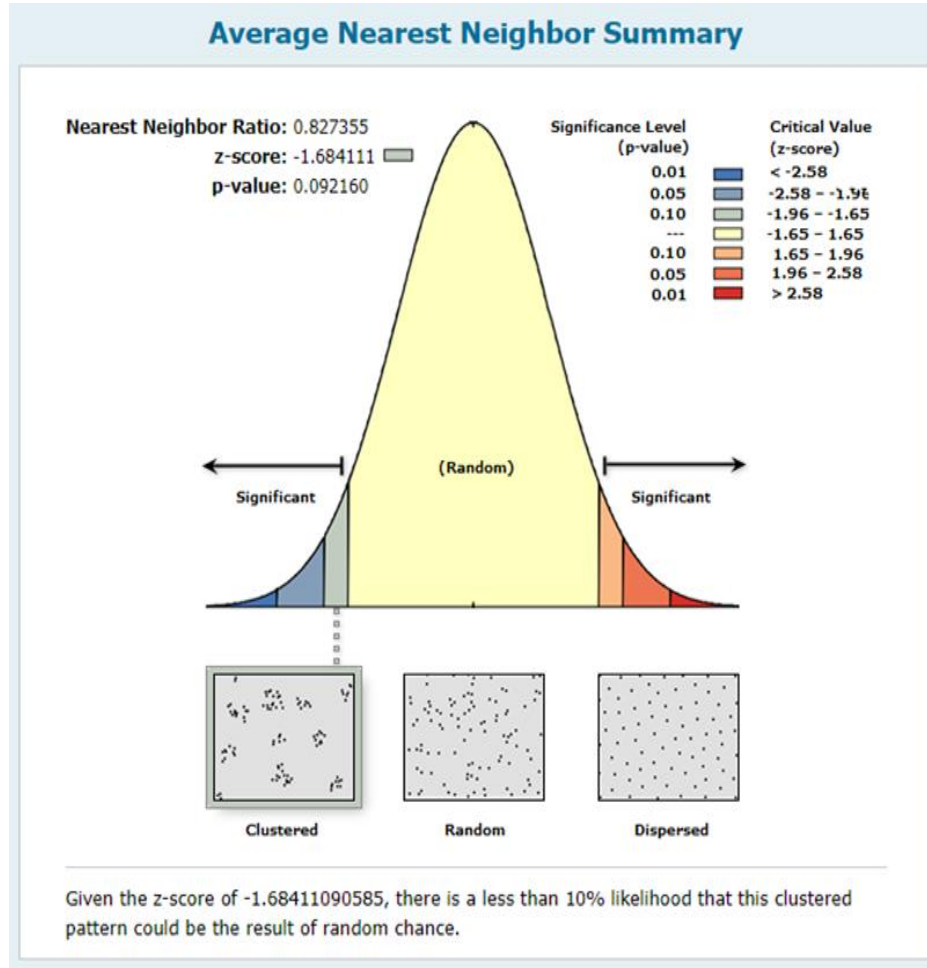 Average Nearest Neighbor Summary
Nearest Neighbor Ratio: 0.827355
z-score: -1.684111
p-value: 0.092160
Significance Level Critical Value
(p-value) (z-score)
0.01 < -2.58
0.05 -2.58 – -1.96
0.10 -1.96 – -1.65
--- -1.65 – 1.65
0.10 1.65 – 1.96
0.05 1.96 – 2.58
0.01 > 2.58
(Random)
Significant Significant
Clustered Random Dispersed
Given the z-score of -1.68411090585, there is a less than 10% likelihood that this clustered
pattern could be the result of random chance.